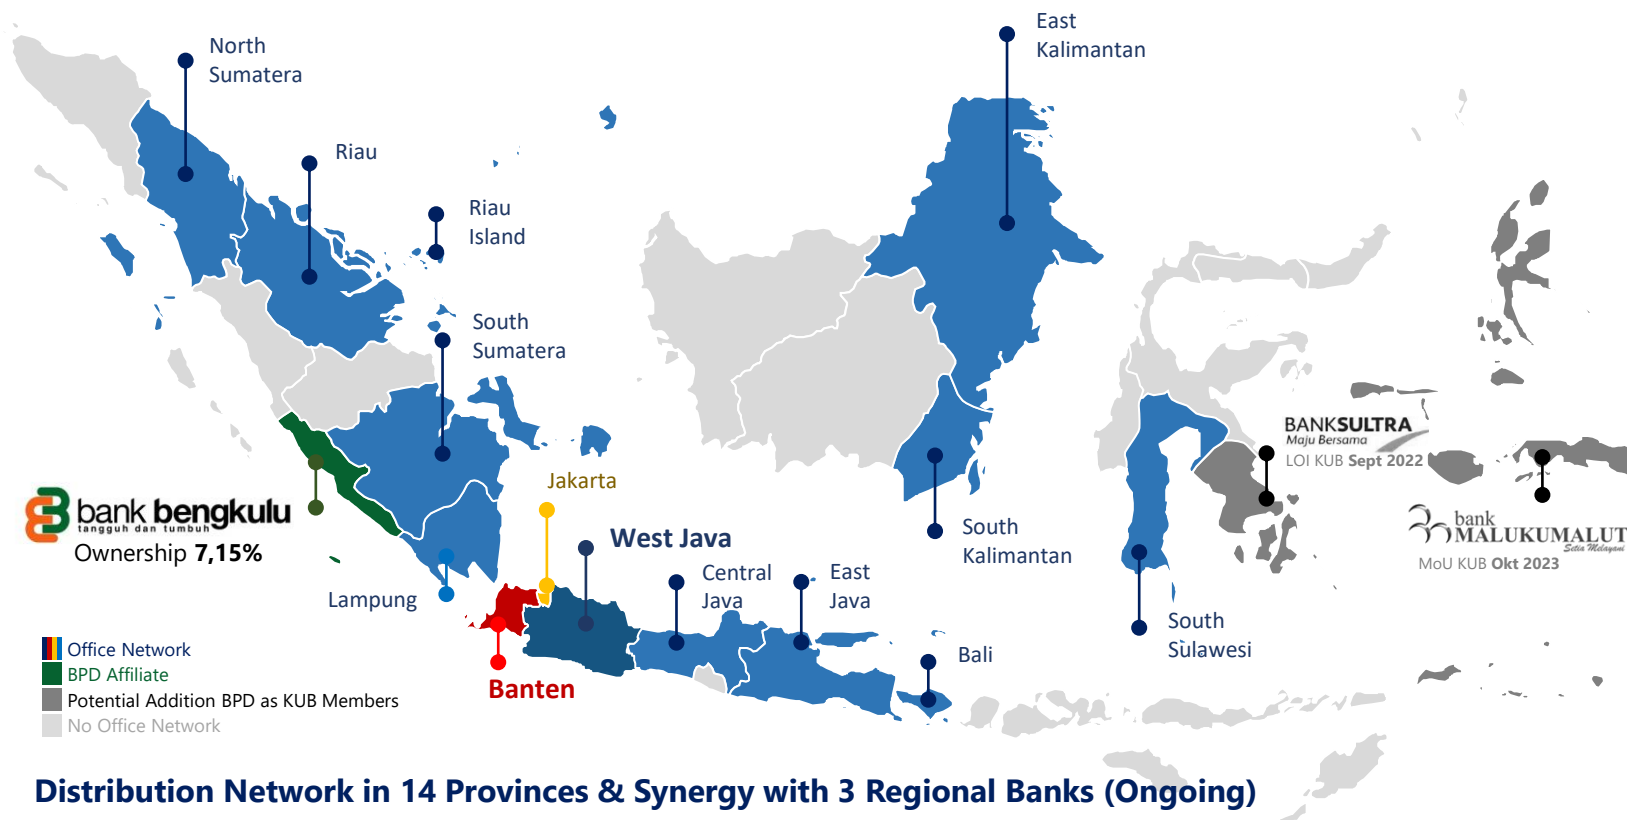 North
Sumatera
Riau
Riau
Island
South
Sumatera
East
Kalimantan
BANKSULTRA
Maju Bersama
LOI KUB Sept 2022
bank
MALUKUMALUT
Setia Melayani
MoU KUB Okt 2023
bank bengkulu
tangguh dan tumbuh
Ownership 7,15%
Jakarta
West Java
Central
Java
East
Java
South
Kalimantan
Lampung
South
Sulawesi
Bali
Banten
Office Network
BPD Affiliate
Potential Addition BPD as KUB Members
No Office Network
Distribution Network in 14 Provinces & Synergy with 3 Regional Banks (Ongoing)